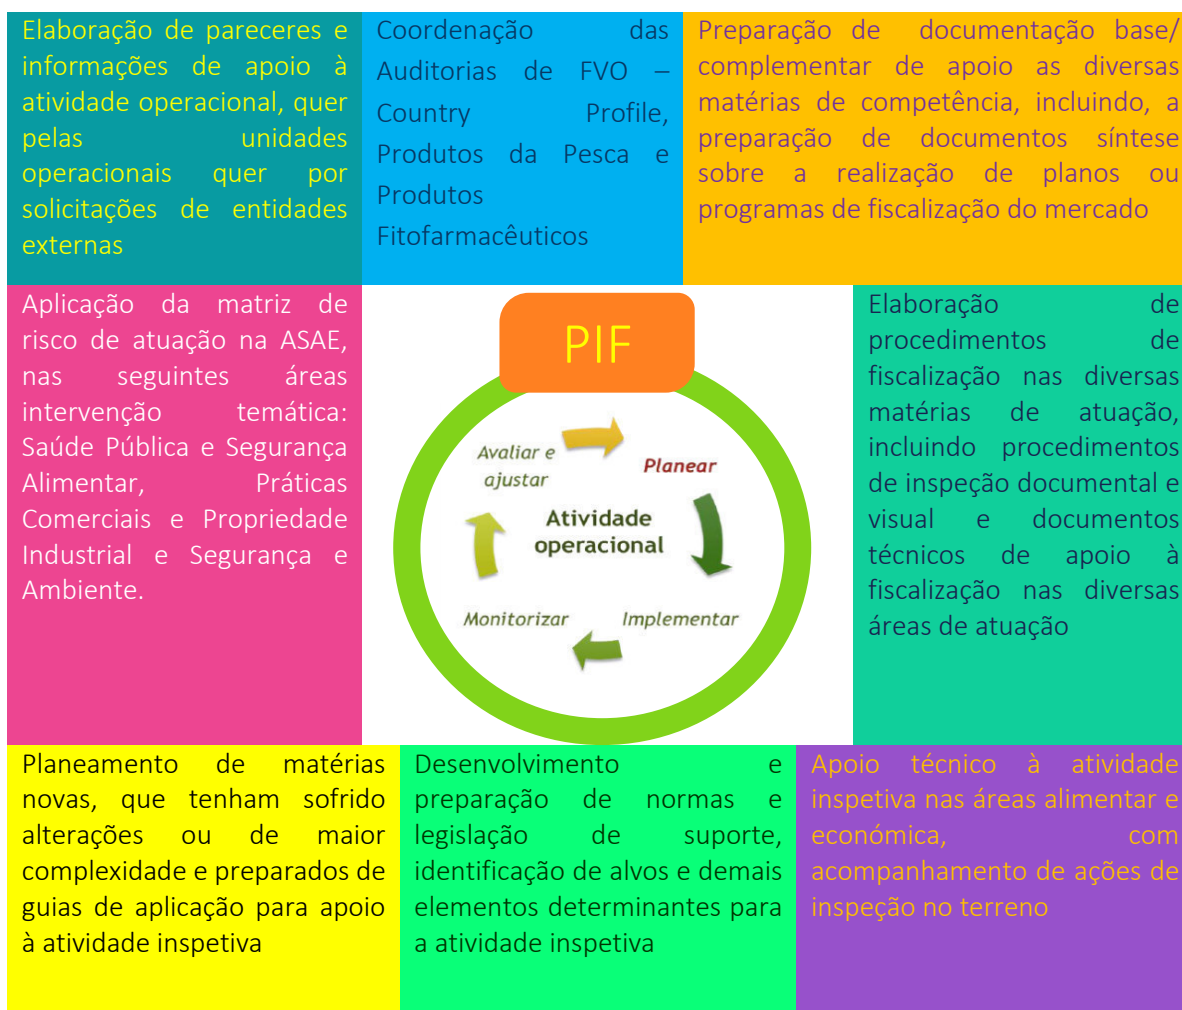 Elaboração de pareceres e
informações de apoio à
atividade operacional, quer
pelas unidades
operacionais quer por
solicitações de entidades
externas
Coordenação das
Auditorias de FVO –
Country Profile,
Produtos da Pesca e
Produtos
Fitofarmacêuticos
Preparação de documentação base/
complementar de apoio as diversas
matérias de competência, incluindo, a
preparação de documentos síntese
sobre a realização de planos ou
programas de fiscalização do mercado
Aplicação da matriz de
risco de atuação na ASAE,
nas seguintes áreas
intervenção temática:
Saúde Pública e Segurança
Alimentar, Práticas
Comerciais e Propriedade
Industrial e Segurança e
Ambiente.
PIF
Avaliar e
ajustar
Planear
Atividade
operacional
Monitorizar
Implementar
Elaboração de
procedimentos de
fiscalização nas diversas
matérias de atuação,
incluindo procedimentos
de inspeção documental e
visual e documentos
técnicos de apoio à
fiscalização nas diversas
áreas de atuação
Planeamento de matérias
novas, que tenham sofrido
alterações ou de maior
complexidade e preparados de
guias de aplicação para apoio
à atividade inspetiva
Desenvolvimento e
preparação de normas e
legislação de suporte,
identificação de alvos e demais
elementos determinantes para
a atividade inspetiva
Apoio técnico à atividade
inspetiva nas áreas alimentar e
económica, com
acompanhamento de ações de
inspeção no terreno